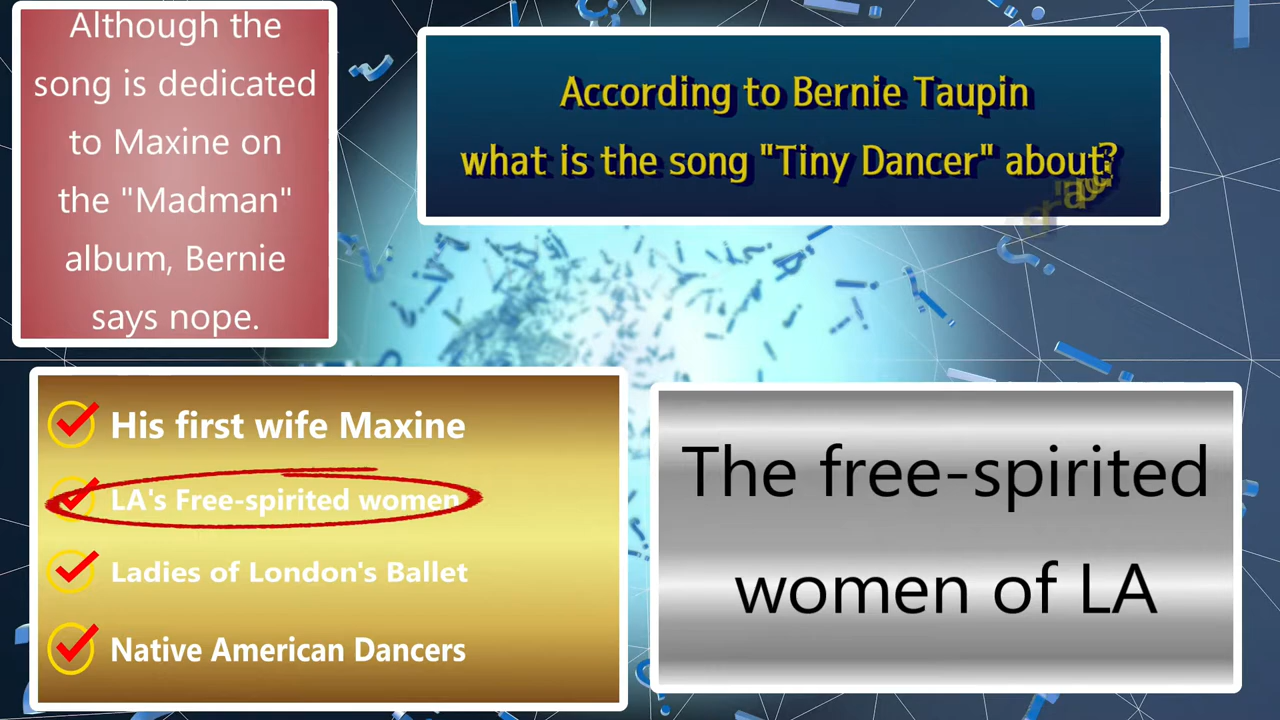 Although the
song is dedicated
to Maxine on
the "Madman"
album, Bernie
says nope.
According to Bernie Taupin
what is the song "Tiny Dancer" about?
His first wife Maxine
LA's Free-spirited women
Ladies of London's Ballet
Native American Dancers
The free-spirited
women of LA